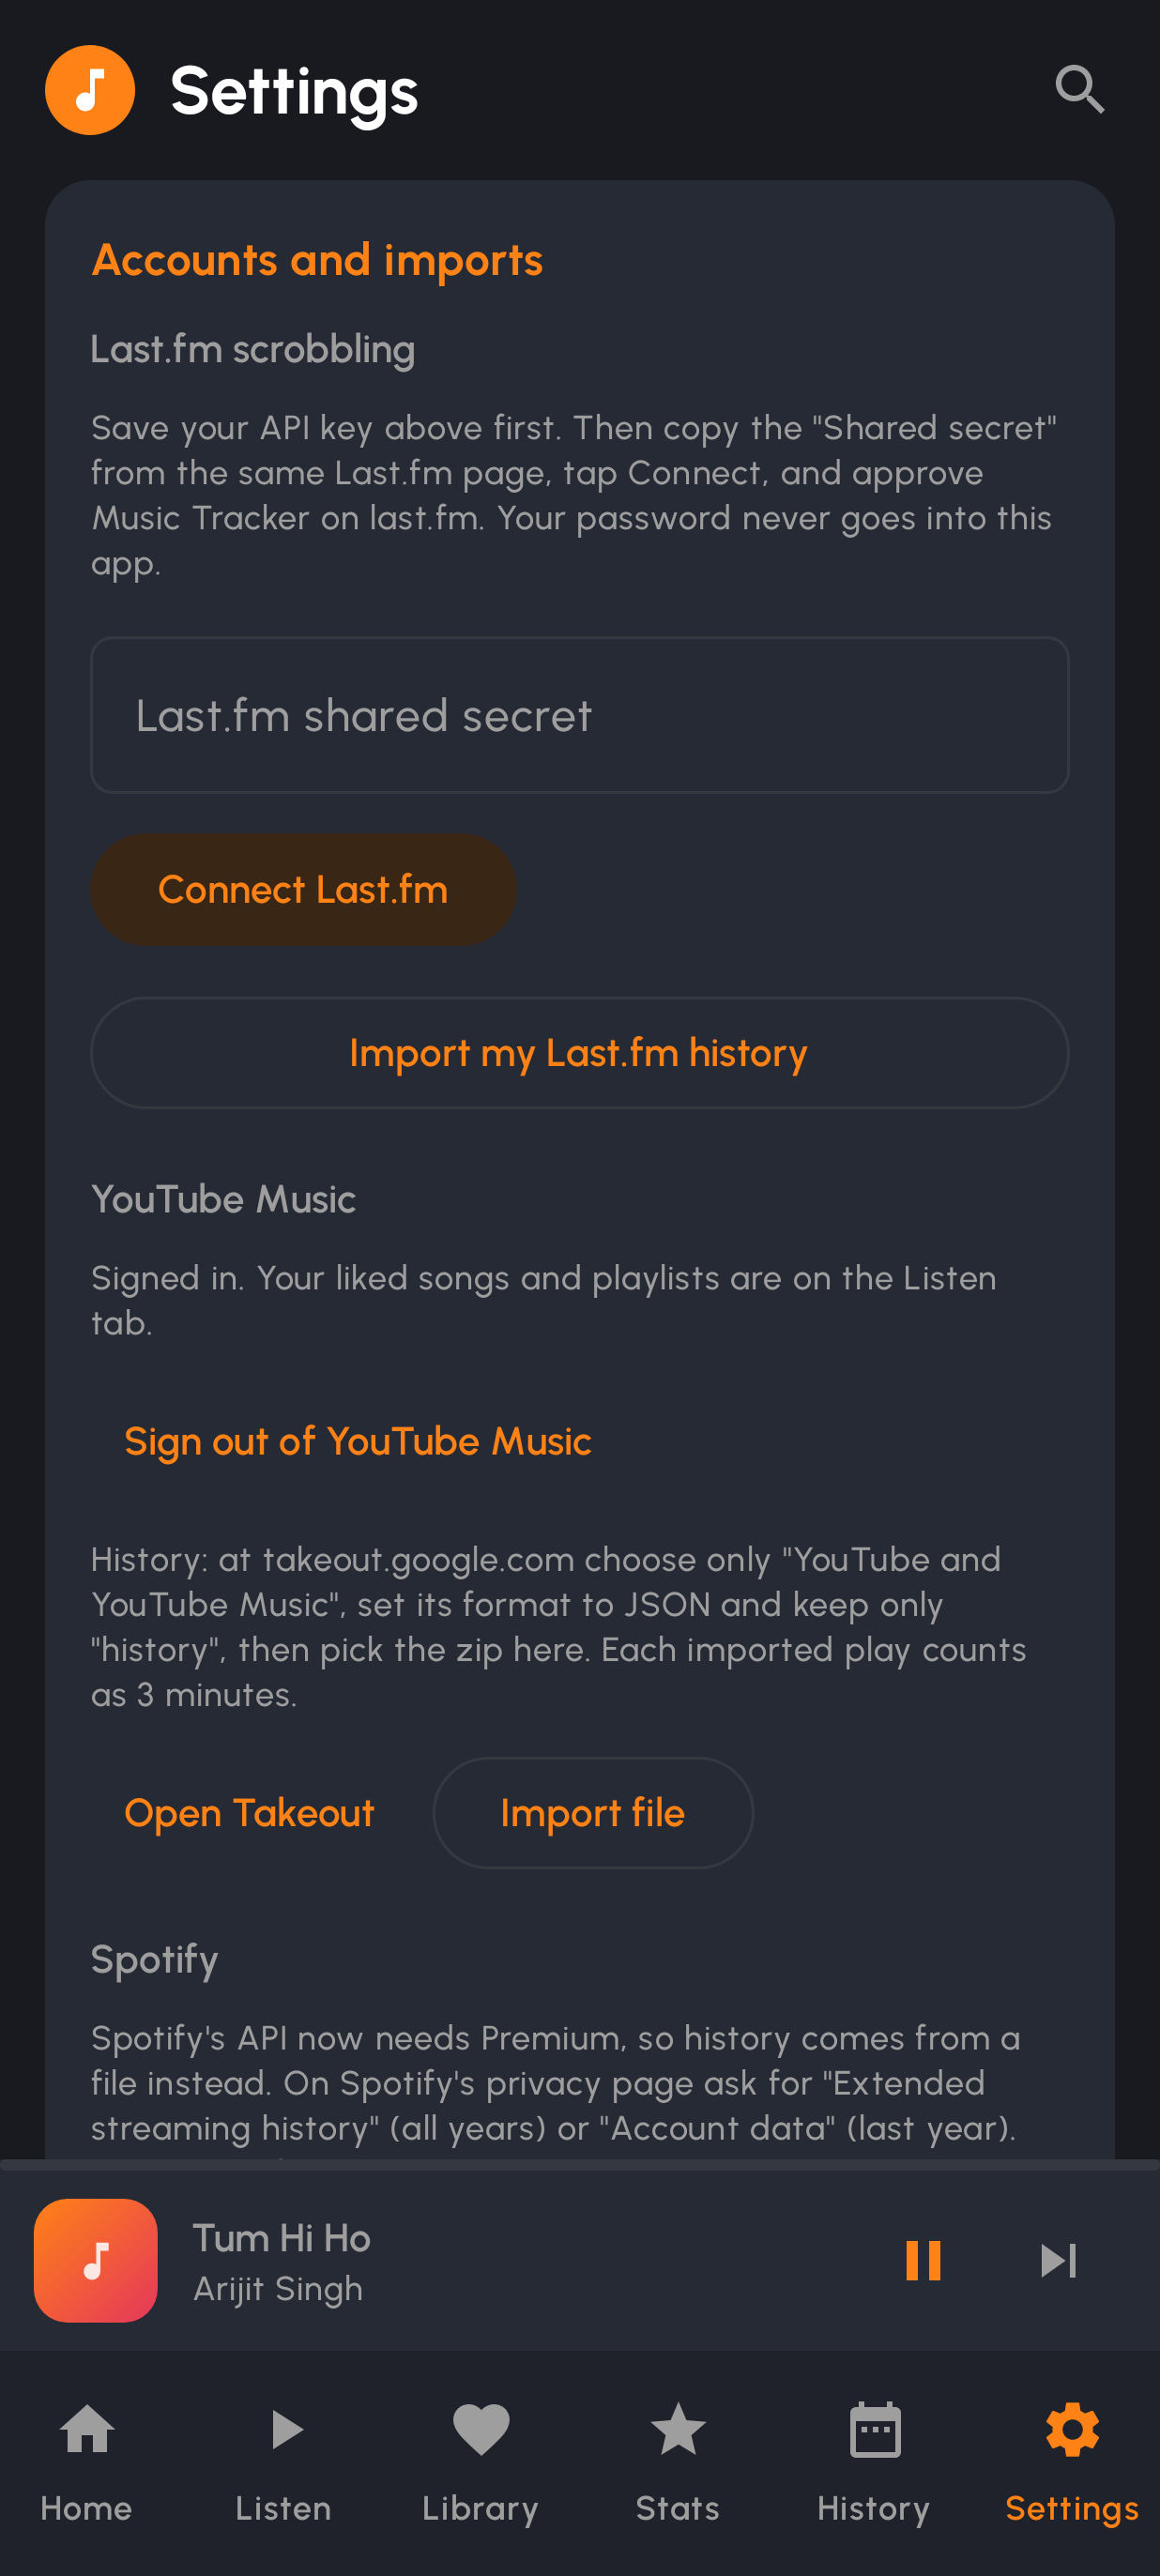 Settings
Accounts and imports
Last.fm scrobbling
Save your API key above first. Then copy the "Shared secret"
from the same Last.fm page, tap Connect, and approve
Music Tracker on last.fm. Your password never goes into this
app.
Last.fm shared secret
Connect Last.fm
Import my Last.fm history
YouTube Music
Signed in. Your liked songs and playlists are on the Listen
tab.
Sign out of YouTube Music
History: at takeout.google.com choose only "YouTube and
YouTube Music", set its format to JSON and keep only
"history", then pick the zip here. Each imported play counts
as 3 minutes.
Open Takeout
Import file
Spotify
Spotify's API now needs Premium, so history comes from a
file instead. On Spotify's privacy page ask for "Extended
streaming history" (all years) or "Account data" (last year).
Tum Hi Ho
Arijit Singh
Home
Listen
Library
Stats
History
Settings